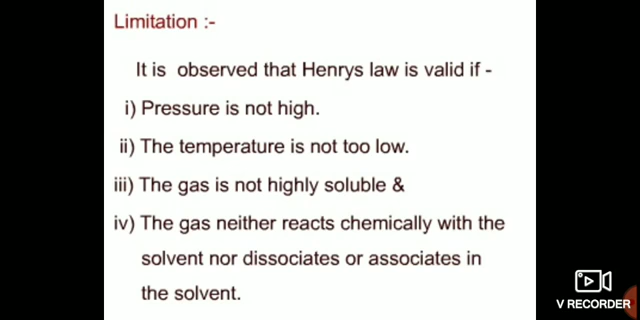 Limitation :-
It is observed that Henrys law is valid if -
i) Pressure is not high.
ii) The temperature is not too low.
iii) The gas is not highly soluble &
iv) The gas neither reacts chemically with the
solvent nor dissociates or associates in
the solvent.
V RECORDER